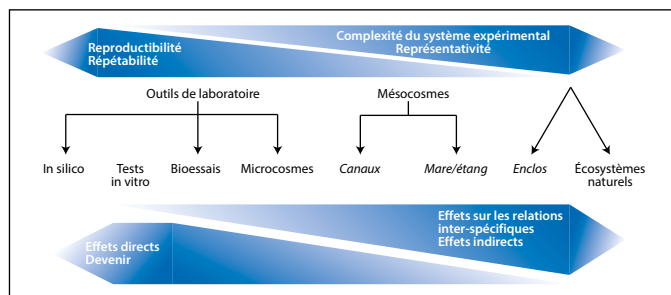 Complexité du système expérimental
Représentativité
Reproductibilité
Répétabilité
Outils de laboratoire
Mésocosmes
In silico
Tests
in vitro
Bioessais
Microcosmes
Canaux
Mare/étang
Enclos
Écosystèmes
naturels
Effets sur les relations
inter-spécifiques
Effets indirects
Effets directs
Devenir